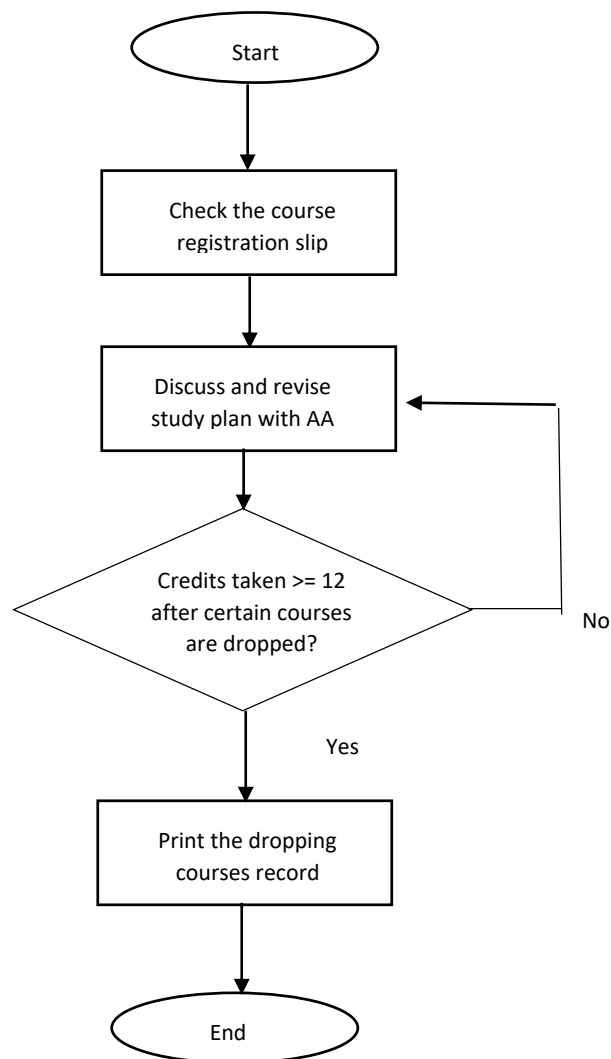 Start
Check the course
registration slip
Discuss and revise
study plan with AA
Credits taken >= 12
after certain courses
are dropped?
No
Yes
Print the dropping
courses record
End